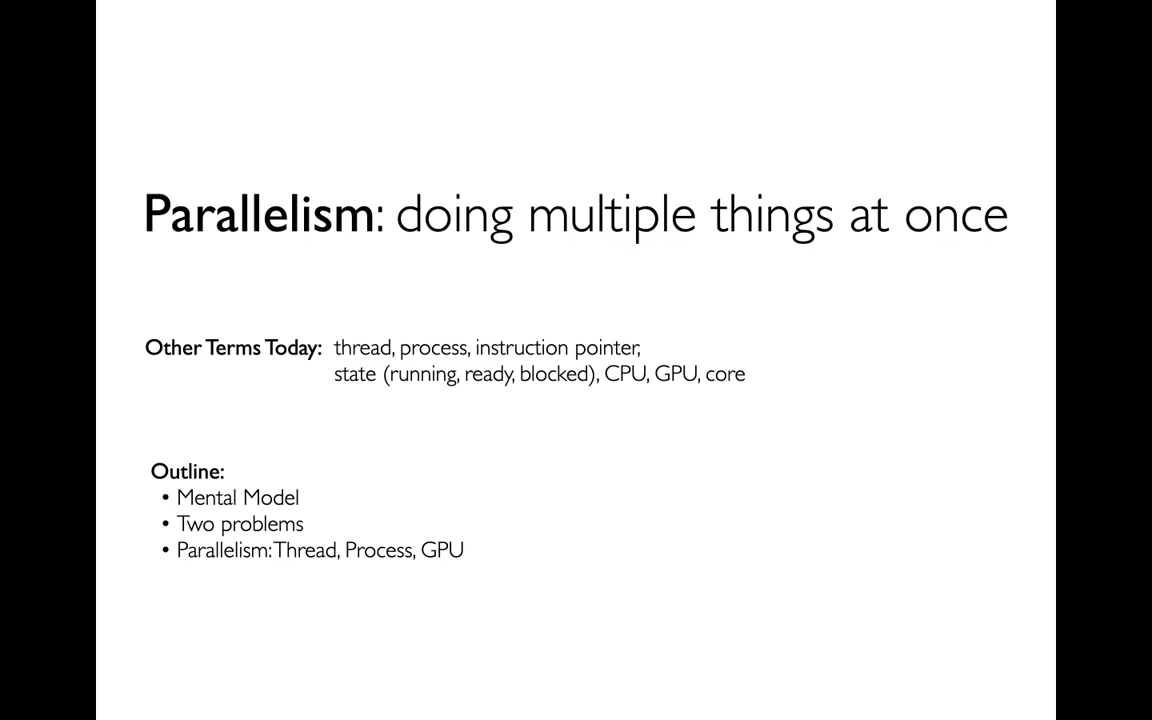 Parallelism: doing multiple things at once
Other Terms Today: thread, process, instruction pointer,
state (running, ready, blocked), CPU, GPU, core
Outline:
• Mental Model
• Two problems
• Parallelism: Thread, Process, GPU